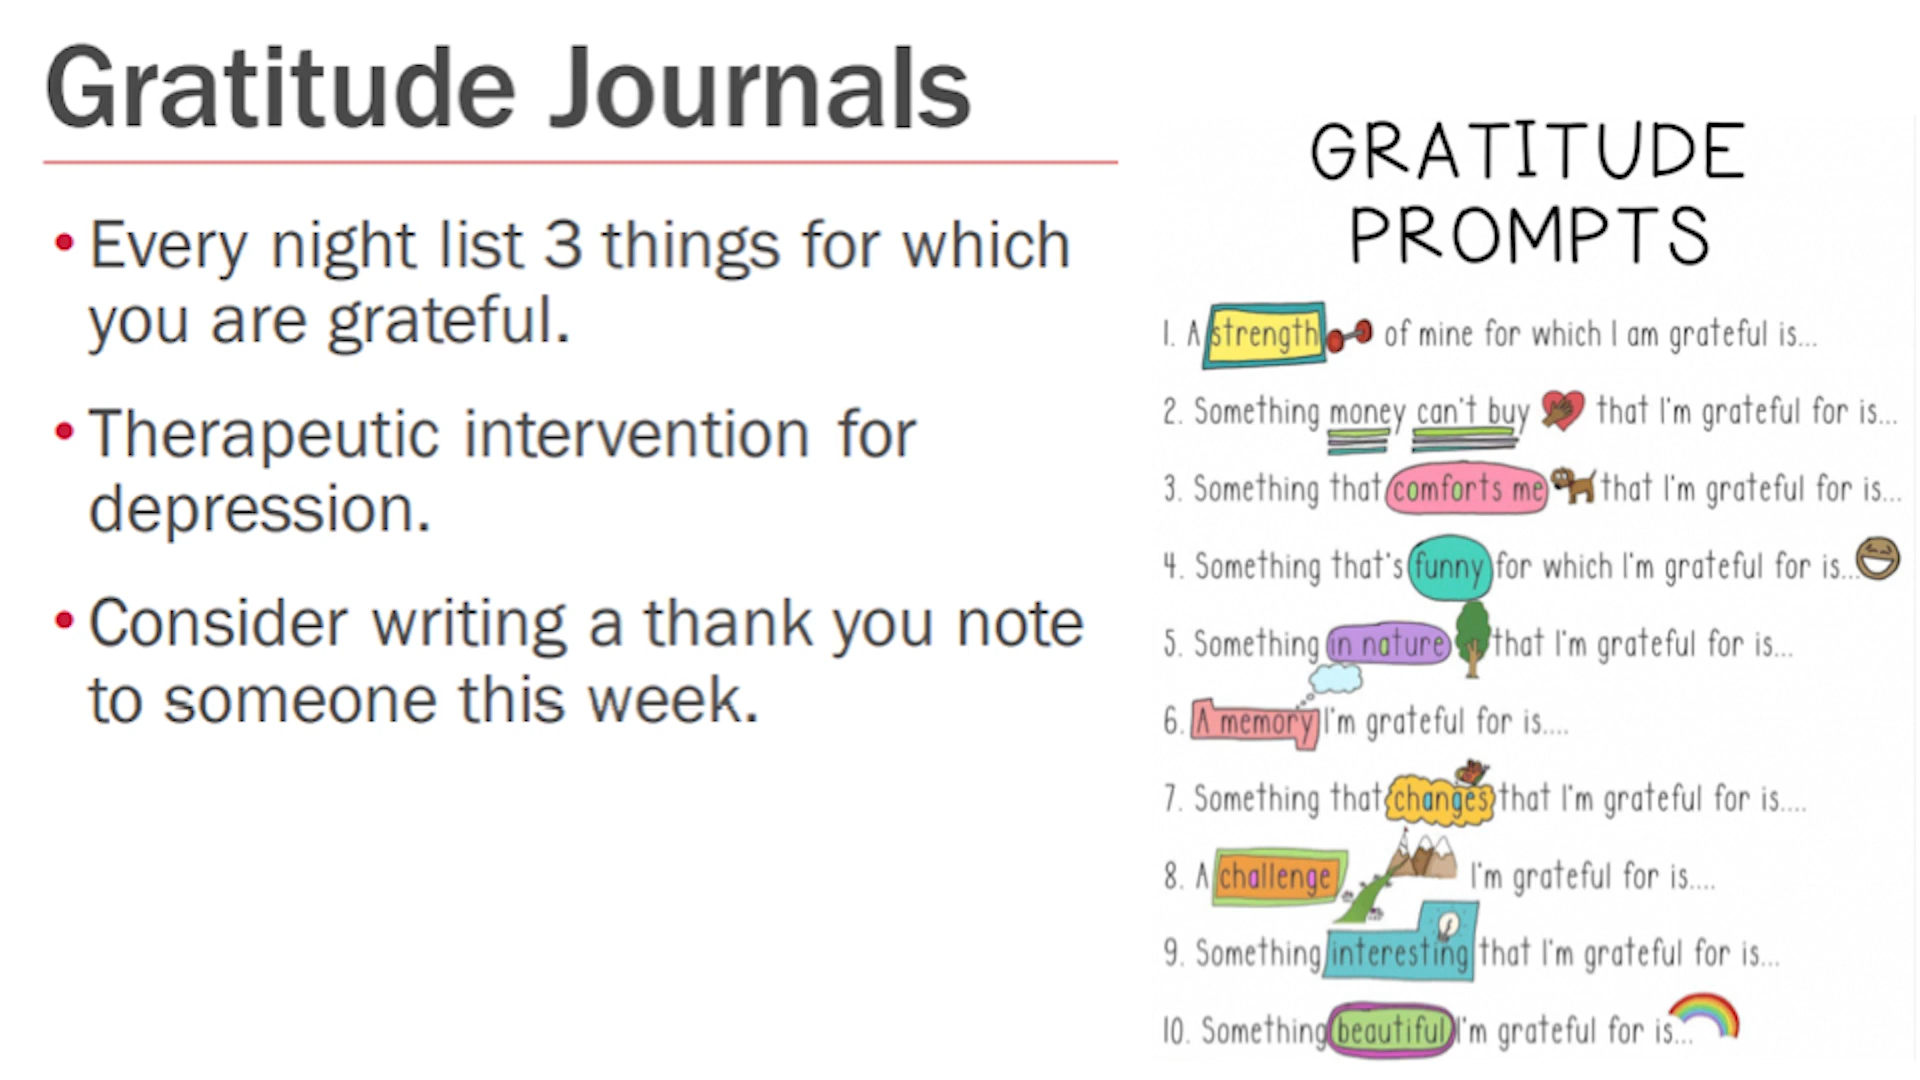 Gratitude Journals
• Every night list 3 things for which
you are grateful.
• Therapeutic intervention for
depression.
• Consider writing a thank you note
to someone this week.
GRATITUDE
PROMPTS
1. A strength of mine for which I am grateful is...
2. Something money can't buy that I'm grateful for is...
3. Something that comforts me that I'm grateful for is...
4. Something that's funny for which I'm grateful for is...
5. Something in nature that I'm grateful for is...
6. A memory I'm grateful for is....
7. Something that changes that I'm grateful for is....
8. A challenge I'm grateful for is....
9. Something interesting that I'm grateful for is...
10. Something beautiful I'm grateful for is...